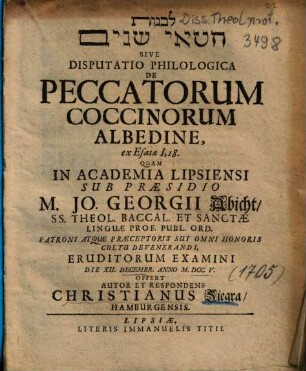 לבנות
Diss. Theol. misc.
3498
חטאי שנים
SIVE
DISPUTATIO PHILOLOGICA
DE
PECCATORUM
COCCINORUM
ALBEDINE,
ex Esaiæ I, 18.
QUAM
IN ACADEMIA LIPSIENSI
SUB PRÆSIDIO
M. JO. GEORGII Abicht/
SS. THEOL. BACCAL. ET SANCTÆ
LINGUÆ PROF. PUBL. ORD.
PATRONI ATQUE PRÆCEPTORIS SUI OMNI HONORIS
CULTU DEVENERANDI,
ERUDITORUM EXAMINI
DIE XII. DECEMBR. ANNO M. DCC. V.
(1705)
OFFERT
AUTOR ET RESPONDENS
CHRISTIANUS Ziegra/
HAMBURGENSIS.
LIPSIÆ,
LITERIS IMMANUELIS TITII.